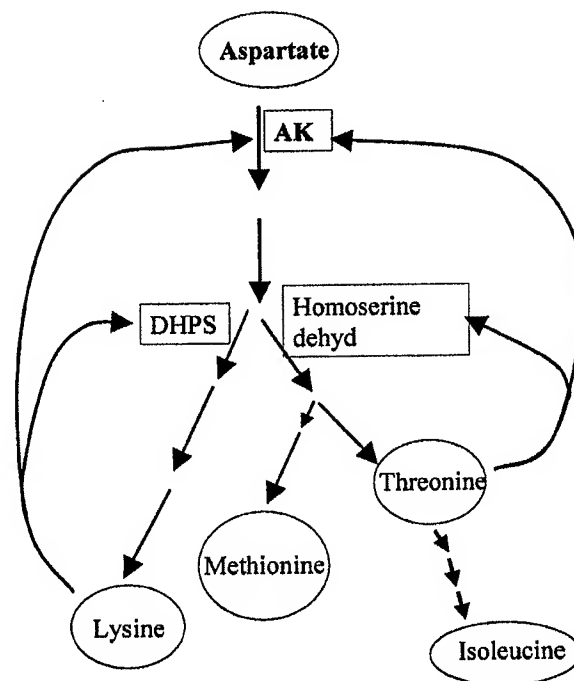 Aspartate
AK
DHPS
Homoserine
dehyd
Threonine
Methionine
Lysine
Isoleucine